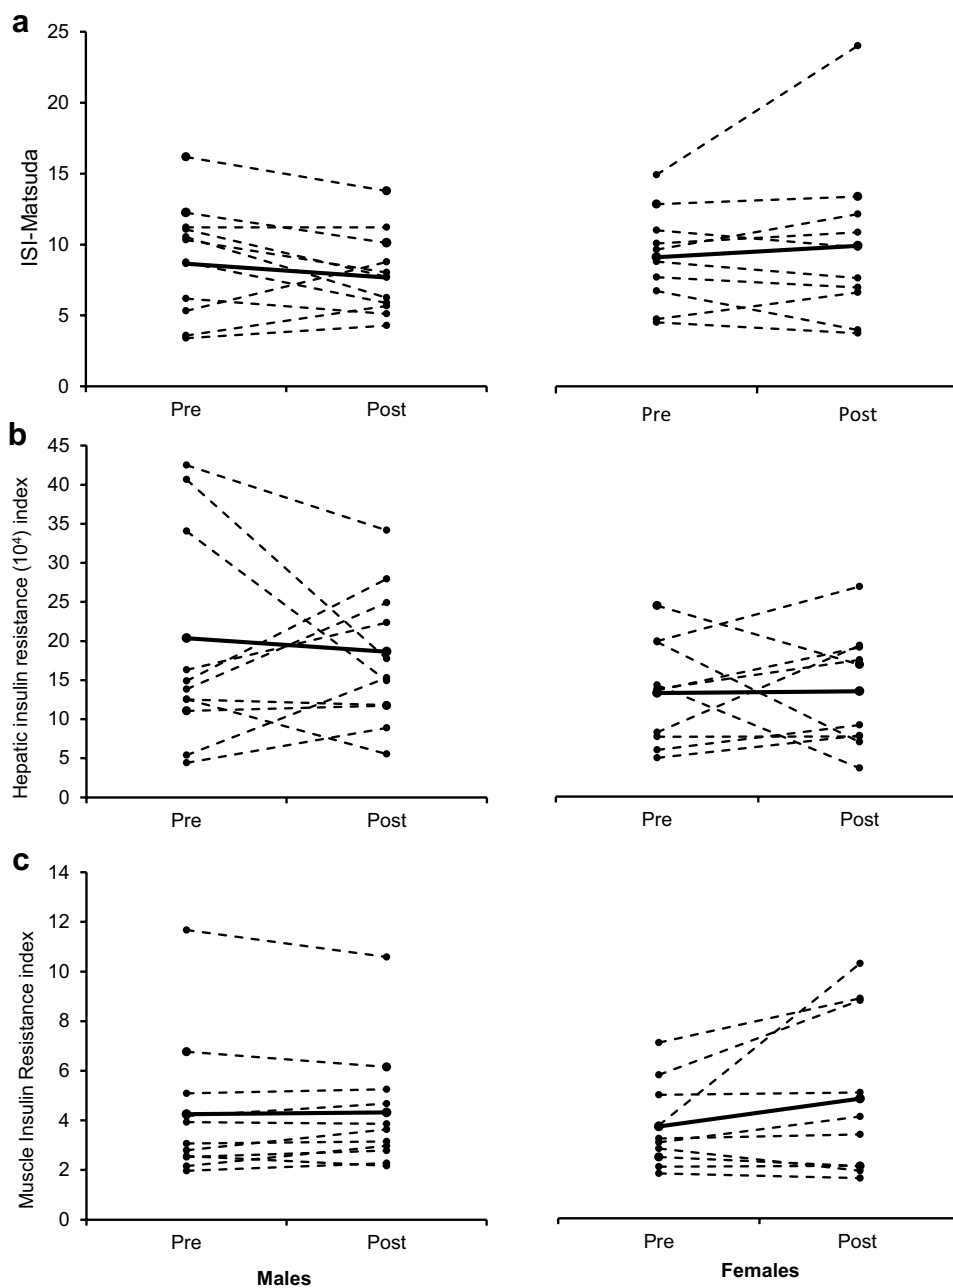 a
25
20
15
10
5
0
ISI-Matsuda
Pre Post
Pre Post
b
45
40
35
30
25
20
15
10
5
0
Hepatic insulin resistance (10⁴) index
Pre Post
Pre Post
c
14
12
10
8
6
4
2
0
Muscle Insulin Resistance index
Pre Post
Pre Post
Males
Females